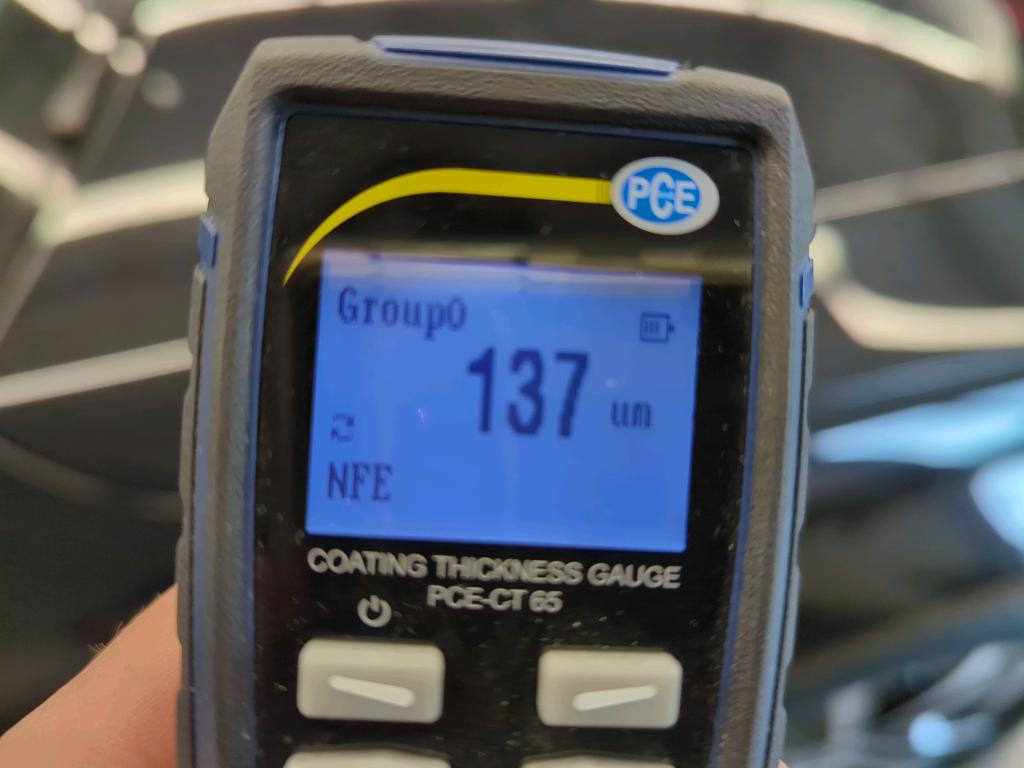 PCE
Group0
137 um
NFE
COATING THICKNESS GAUGE
PCE-CT 65